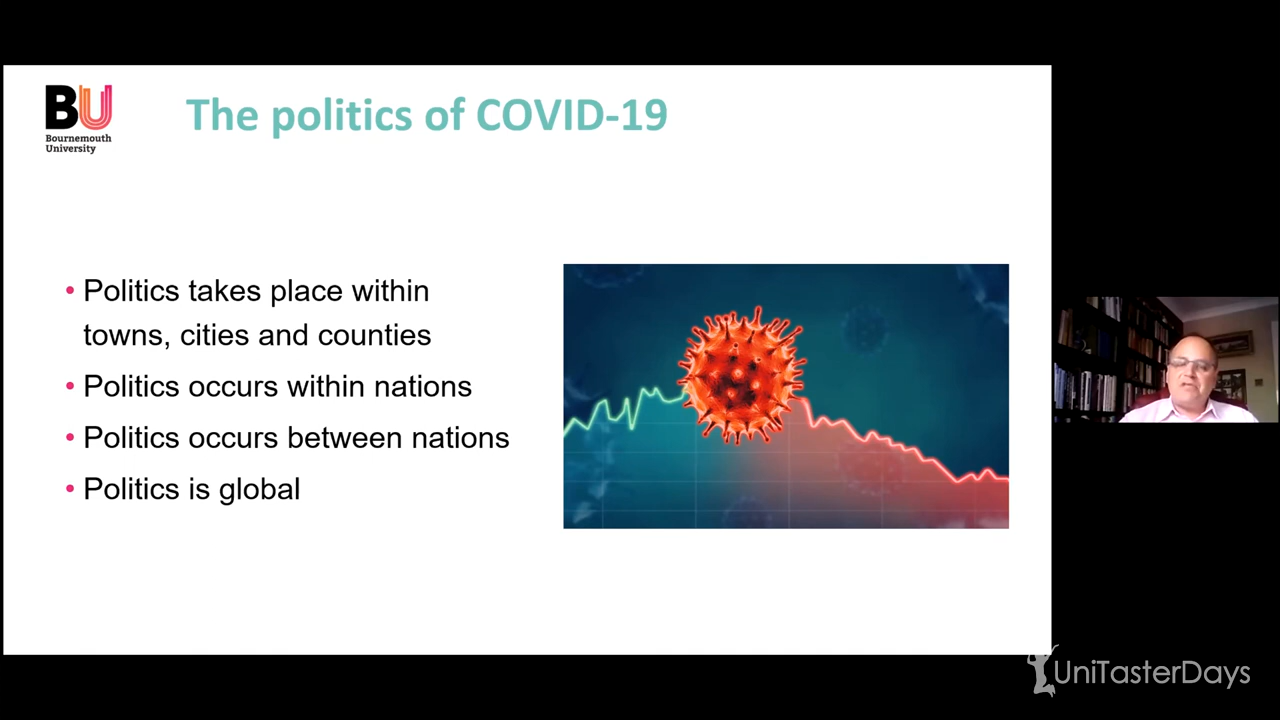 BU
Bournemouth
University
The politics of COVID-19
• Politics takes place within
towns, cities and counties
• Politics occurs within nations
• Politics occurs between nations
• Politics is global
UniTasterDays